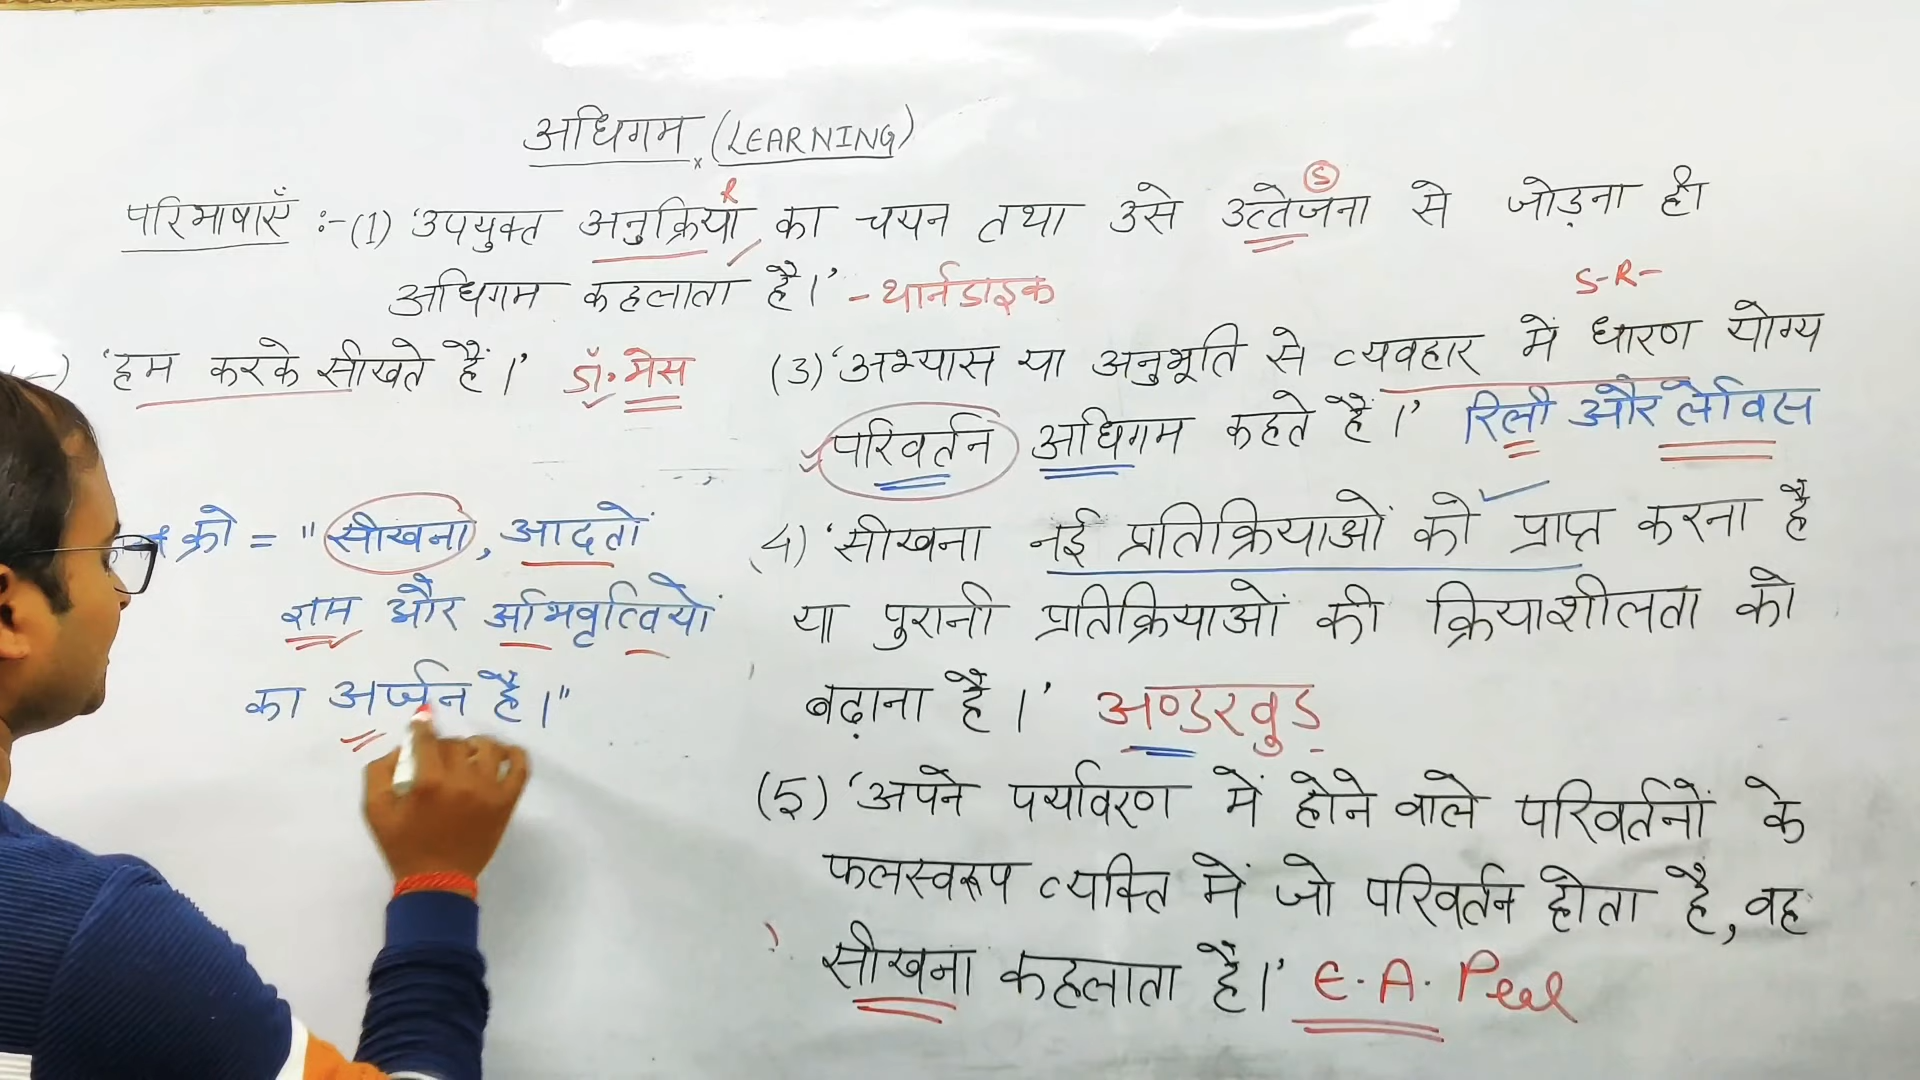 अधिगम (LEARNING)
R
S
परिभाषाएँ :- (1) 'उपयुक्त अनुक्रिया का चयन तथा उसे उत्तेजना से जोड़ना ही
अधिगम कहलाता है।' - थार्नडाइक
S-R-
'हम करके सीखते हैं।' डॉ. मेस
(3) 'अभ्यास या अनुभूति से व्यवहार में धारण योग्य
परिवर्तन अधिगम कहते हैं।' रिली और लेविस
क्रो = "सीखना, आदतों
ज्ञान और अभिवृत्तियों
का अर्जन है।"
(4) 'सीखना नई प्रतिक्रियाओं को प्राप्त करना है
या पुरानी प्रतिक्रियाओं की क्रियाशीलता को
बढ़ाना है।' अण्डरवुड
(5) 'अपने पर्यावरण में होने वाले परिवर्तनों के
फलस्वरूप व्यक्ति में जो परिवर्तन होता है, वह
सीखना कहलाता है।' E. A. Peel